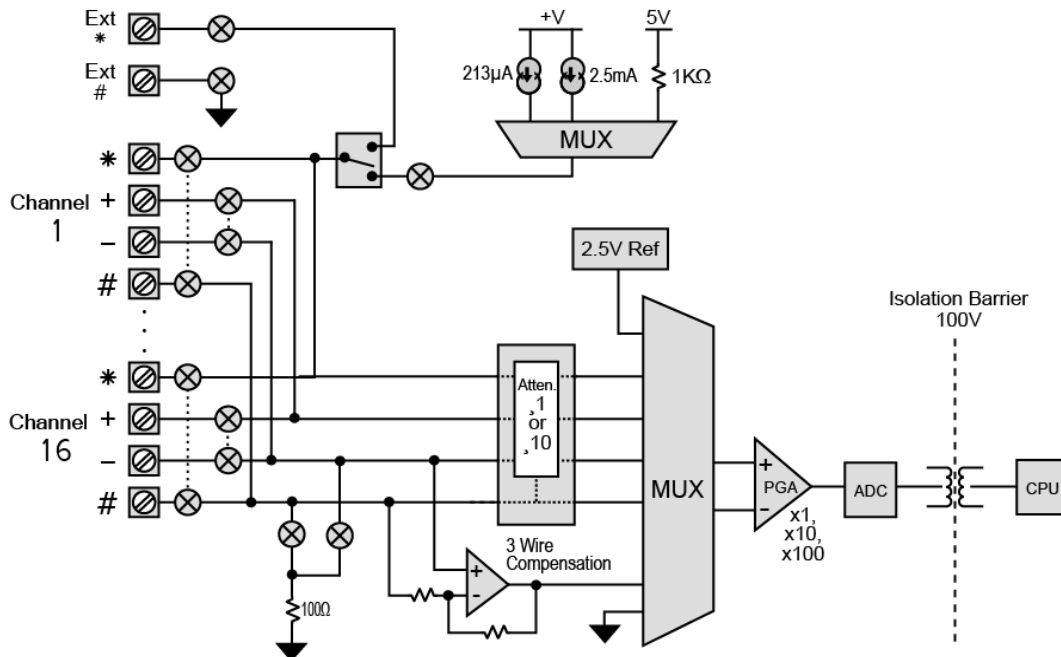 Ext
*
Ext
#
+V
5V
213µA
2.5mA
1KΩ
MUX
*
Channel
1
+
−
#
2.5V Ref
Isolation Barrier
100V
*
Channel
16
+
−
#
Atten.
¸1
or
¸10
MUX
+
−
PGA
x1,
x10,
x100
ADC
CPU
3 Wire
Compensation
+
-
100Ω